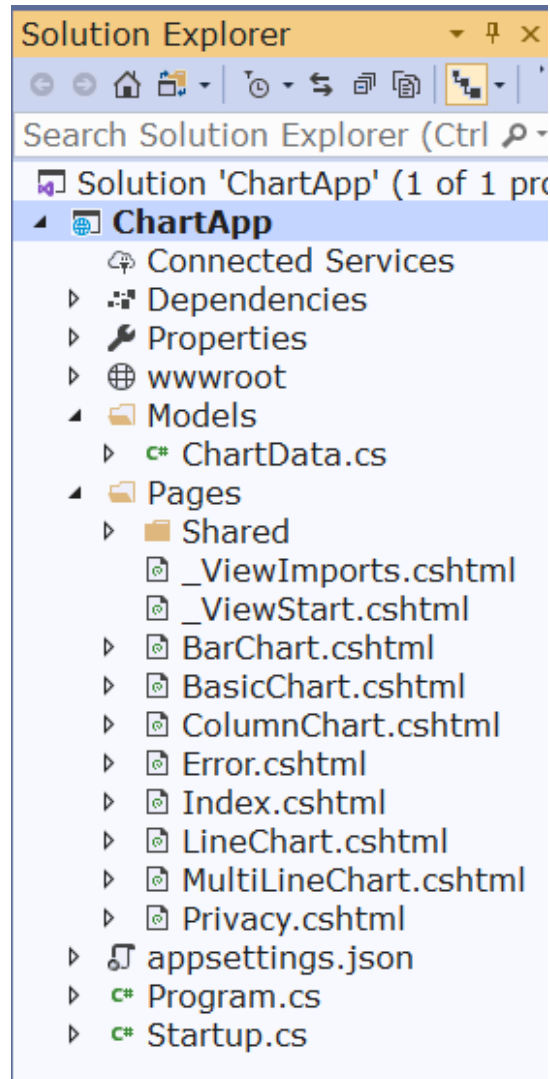 Solution Explorer
Search Solution Explorer (Ctrl
Solution 'ChartApp' (1 of 1 pro
ChartApp
Connected Services
Dependencies
Properties
wwwroot
Models
C# ChartData.cs
Pages
Shared
_ViewImports.cshtml
_ViewStart.cshtml
BarChart.cshtml
BasicChart.cshtml
ColumnChart.cshtml
Error.cshtml
Index.cshtml
LineChart.cshtml
MultiLineChart.cshtml
Privacy.cshtml
appsettings.json
C# Program.cs
C# Startup.cs